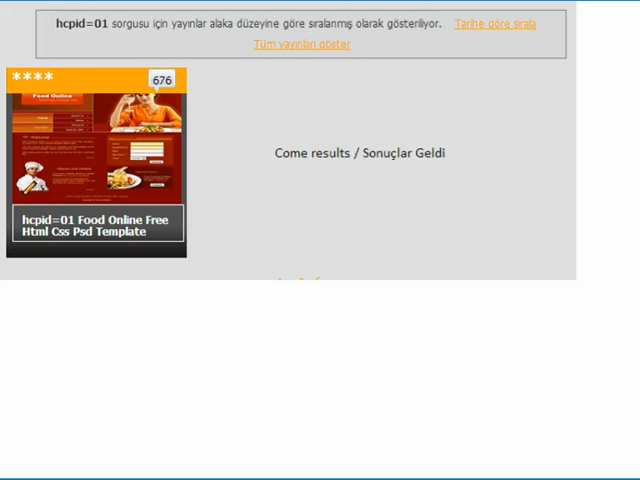 hcpid=01 sorgusu için yayınlar alaka düzeyine göre sıralanmış olarak gösteriliyor. Tarihe göre sırala
Tüm yayınları göster
****
676
Food Online
Come results / Sonuçlar Geldi
hcpid=01 Food Online Free
Html Css Psd Template